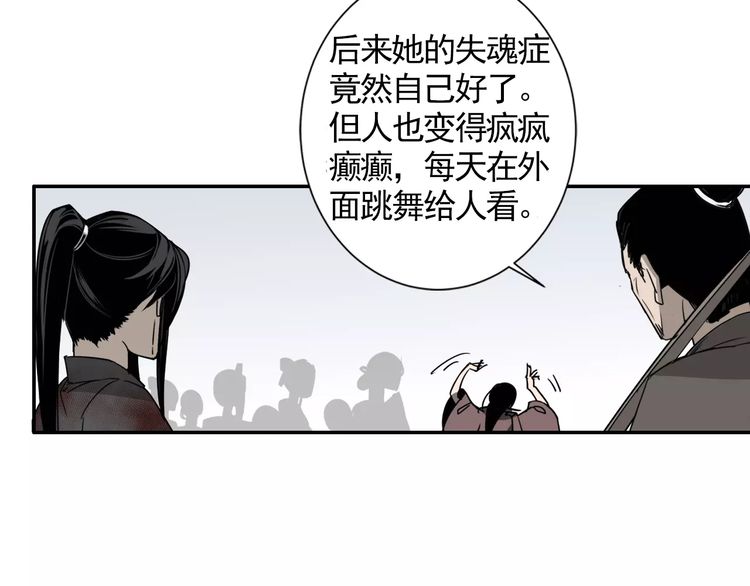 后来她的失魂症
竟然自己好了。
但人也变得疯疯
癫癫，每天在外
面跳舞给人看。